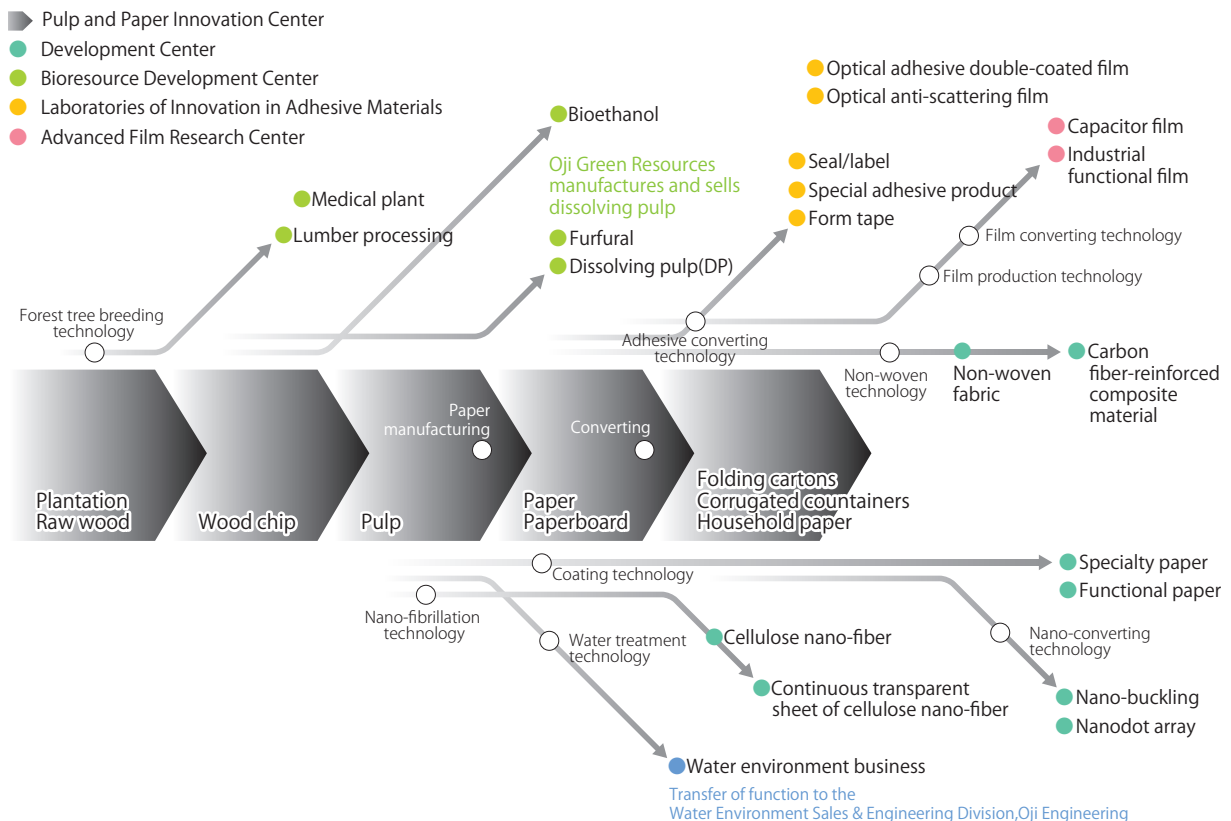 Pulp and Paper Innovation Center
Development Center
Bioresource Development Center
Laboratories of Innovation in Adhesive Materials
Advanced Film Research Center
Optical adhesive double-coated film
Optical anti-scattering film
Bioethanol
Capacitor film
Industrial
functional film
Oji Green Resources
manufactures and sells
dissolving pulp
Seal/label
Special adhesive product
Form tape
Medical plant
Lumber processing
Furfural
Dissolving pulp(DP)
Film converting technology
Film production technology
Forest tree breeding
technology
Adhesive converting
technology
Non-woven
technology
Non-woven
fabric
Carbon
fiber-reinforced
composite
material
Paper
manufacturing
Converting
Plantation
Raw wood
Wood chip
Pulp
Paper
Paperboard
Folding cartons
Corrugated countainers
Household paper
Coating technology
Specialty paper
Functional paper
Nano-fibrillation
technology
Water treatment
technology
Cellulose nano-fiber
Nano-converting
technology
Continuous transparent
sheet of cellulose nano-fiber
Nano-buckling
Nanodot array
Water environment business
Transfer of function to the
Water Environment Sales & Engineering Division,Oji Engineering